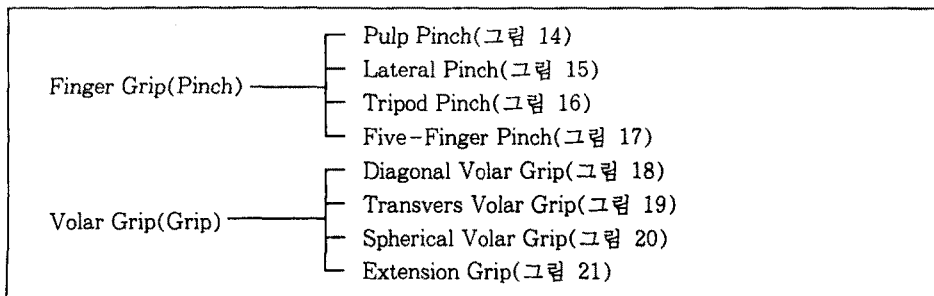 Pulp Pinch(그림 14)
Lateral Pinch(그림 15)
Finger Grip(Pinch)
Tripod Pinch(그림 16)
Five-Finger Pinch(그림 17)
Diagonal Volar Grip(그림 18)
Transvers Volar Grip(그림 19)
Volar Grip(Grip)
Spherical Volar Grip(그림 20)
Extension Grip(그림 21)